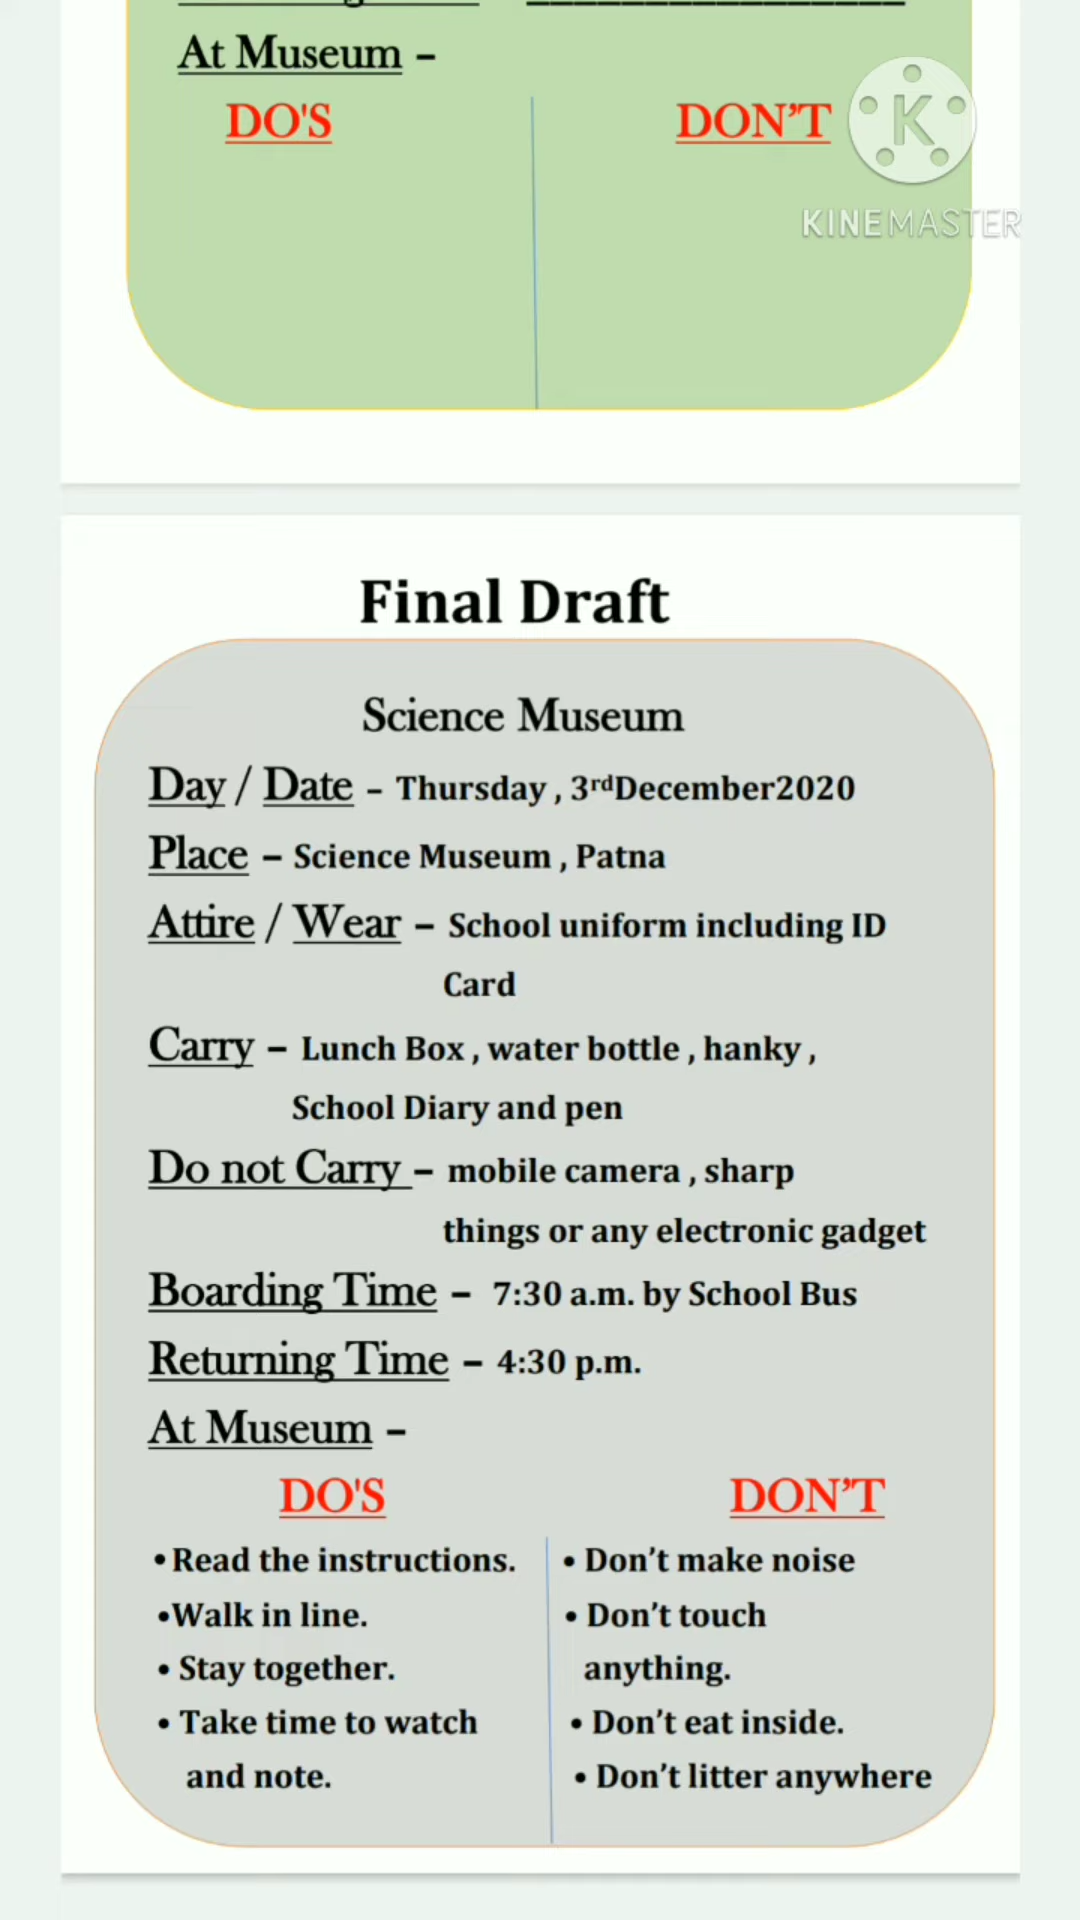 At Museum –
DO'S DON’T
K
KINEMASTER
Final Draft
Science Museum
Day / Date – Thursday , 3rdDecember2020
Place – Science Museum , Patna
Attire / Wear – School uniform including ID
Card
Carry – Lunch Box , water bottle , hanky ,
School Diary and pen
Do not Carry – mobile camera , sharp
things or any electronic gadget
Boarding Time – 7:30 a.m. by School Bus
Returning Time – 4:30 p.m.
At Museum –
DO'S DON’T
• Read the instructions.
•Walk in line.
• Stay together.
• Take time to watch
and note.
• Don’t make noise
• Don’t touch
anything.
• Don’t eat inside.
• Don’t litter anywhere